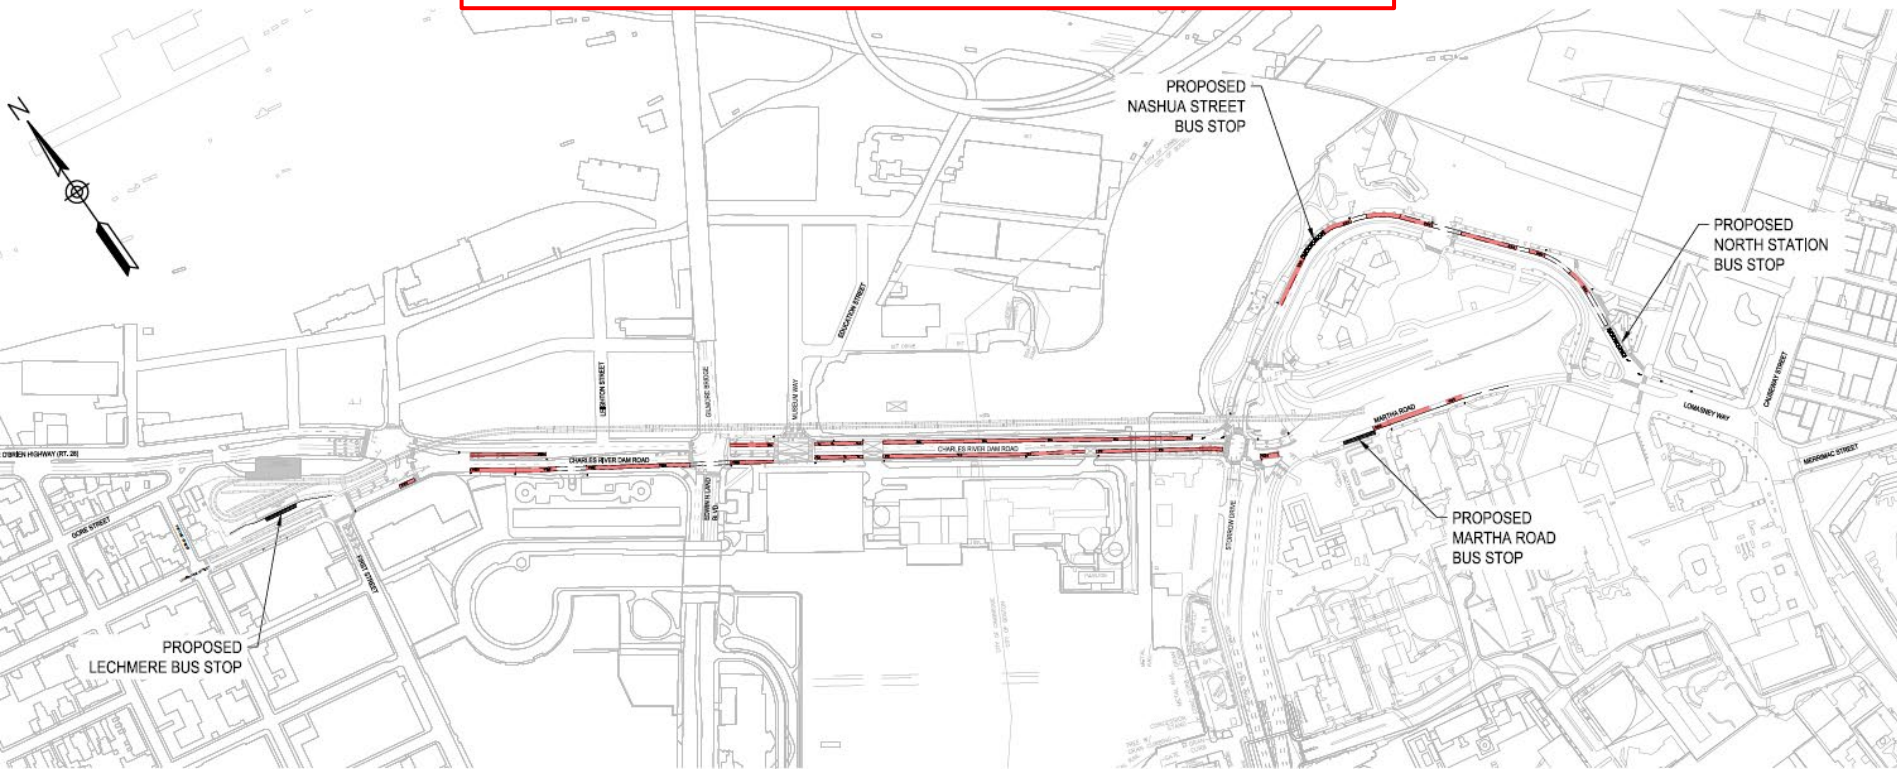 N
PROPOSED
NASHUA STREET
BUS STOP
PROPOSED
NORTH STATION
BUS STOP
EDUCATION STREET
LEIGHTON STREET
GILMORE BRIDGE
MUSEUM WAY
CAUSEWAY STREET
LOMASNEY WAY
MARTHA ROAD
MERRIMAC STREET
O'BRIEN HIGHWAY (RT. 28)
CHARLES RIVER DAM ROAD
CHARLES RIVER DAM ROAD
EDWIN H. LAND
BLVD.
STORROW DRIVE
GORE STREET
FIRST STREET
PROPOSED
MARTHA ROAD
BUS STOP
PROPOSED
LECHMERE BUS STOP